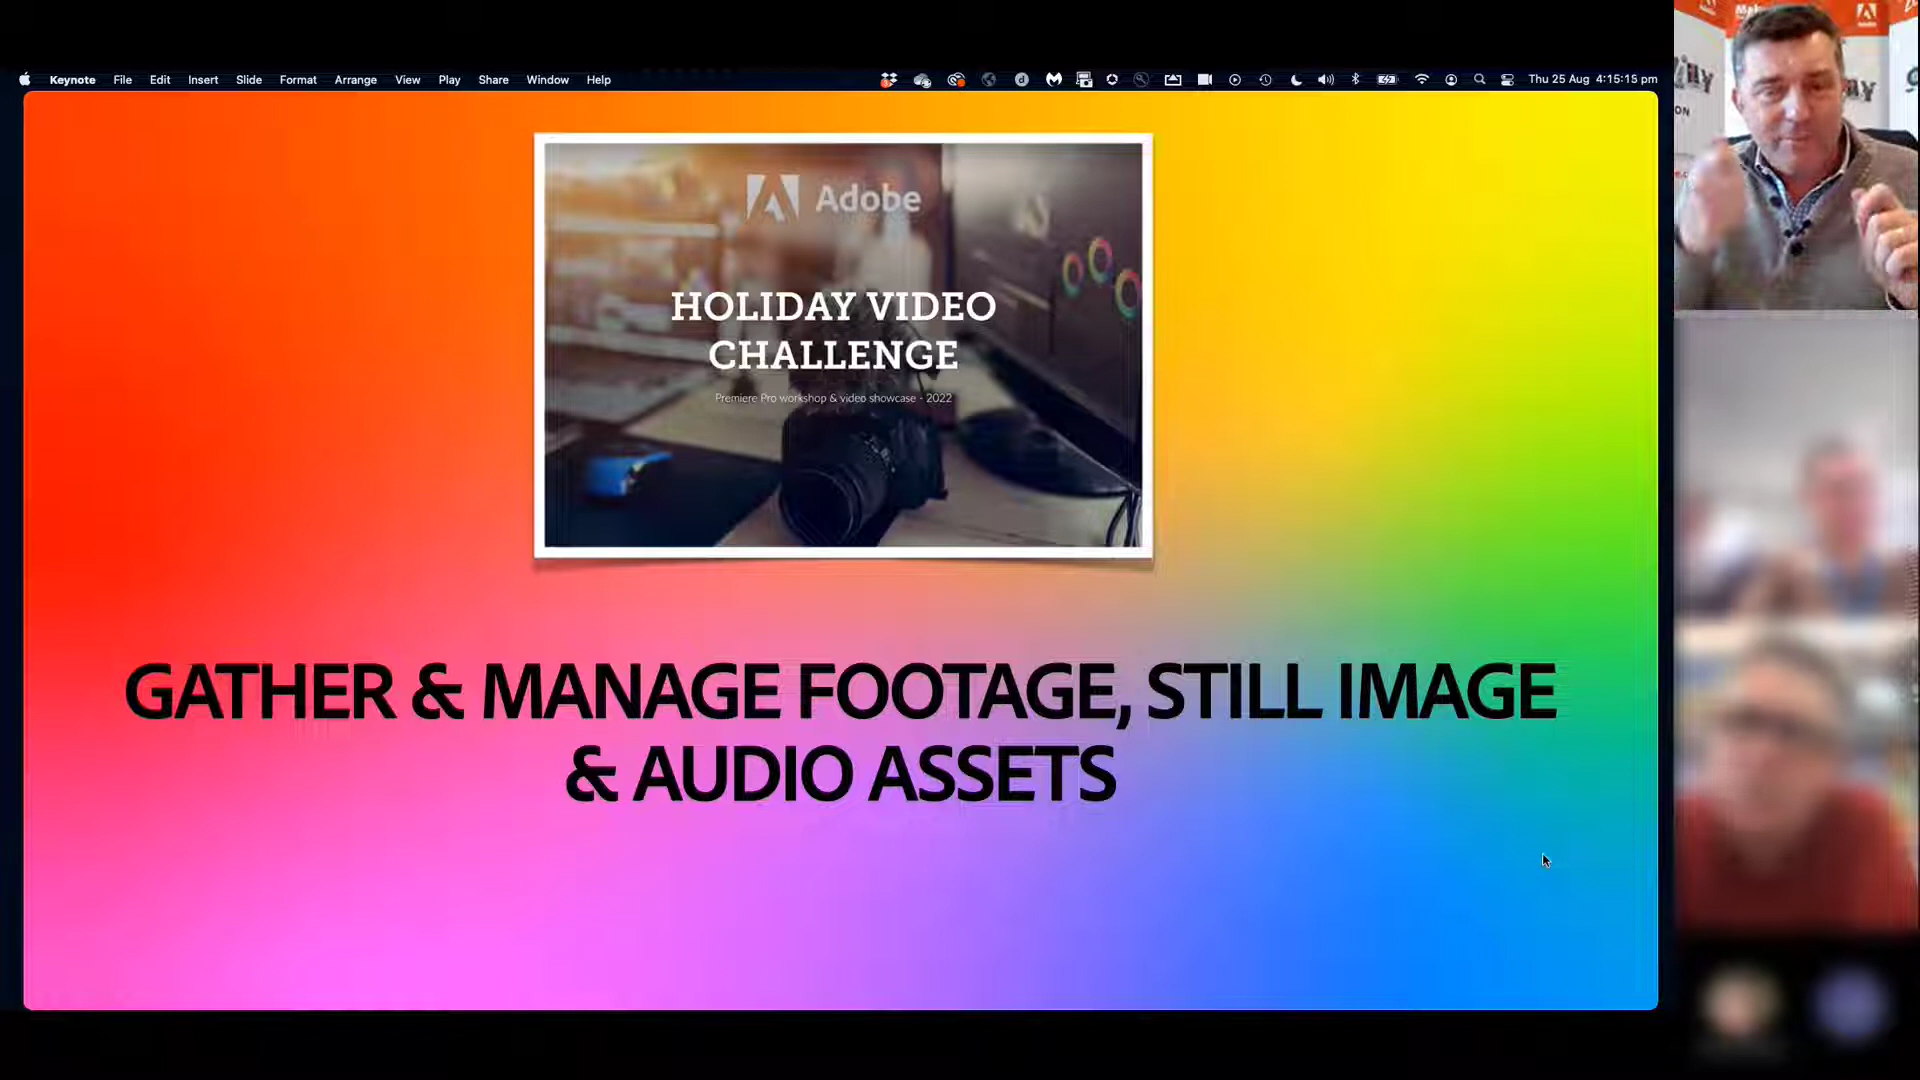 Keynote File Edit Insert Slide Format Arrange View Play Share Window Help Thu 25 Aug 4:15:15 pm
Adobe
HOLIDAY VIDEO
CHALLENGE
Premiere Pro workshop & video showcase - 2022
GATHER & MANAGE FOOTAGE, STILL IMAGE
& AUDIO ASSETS